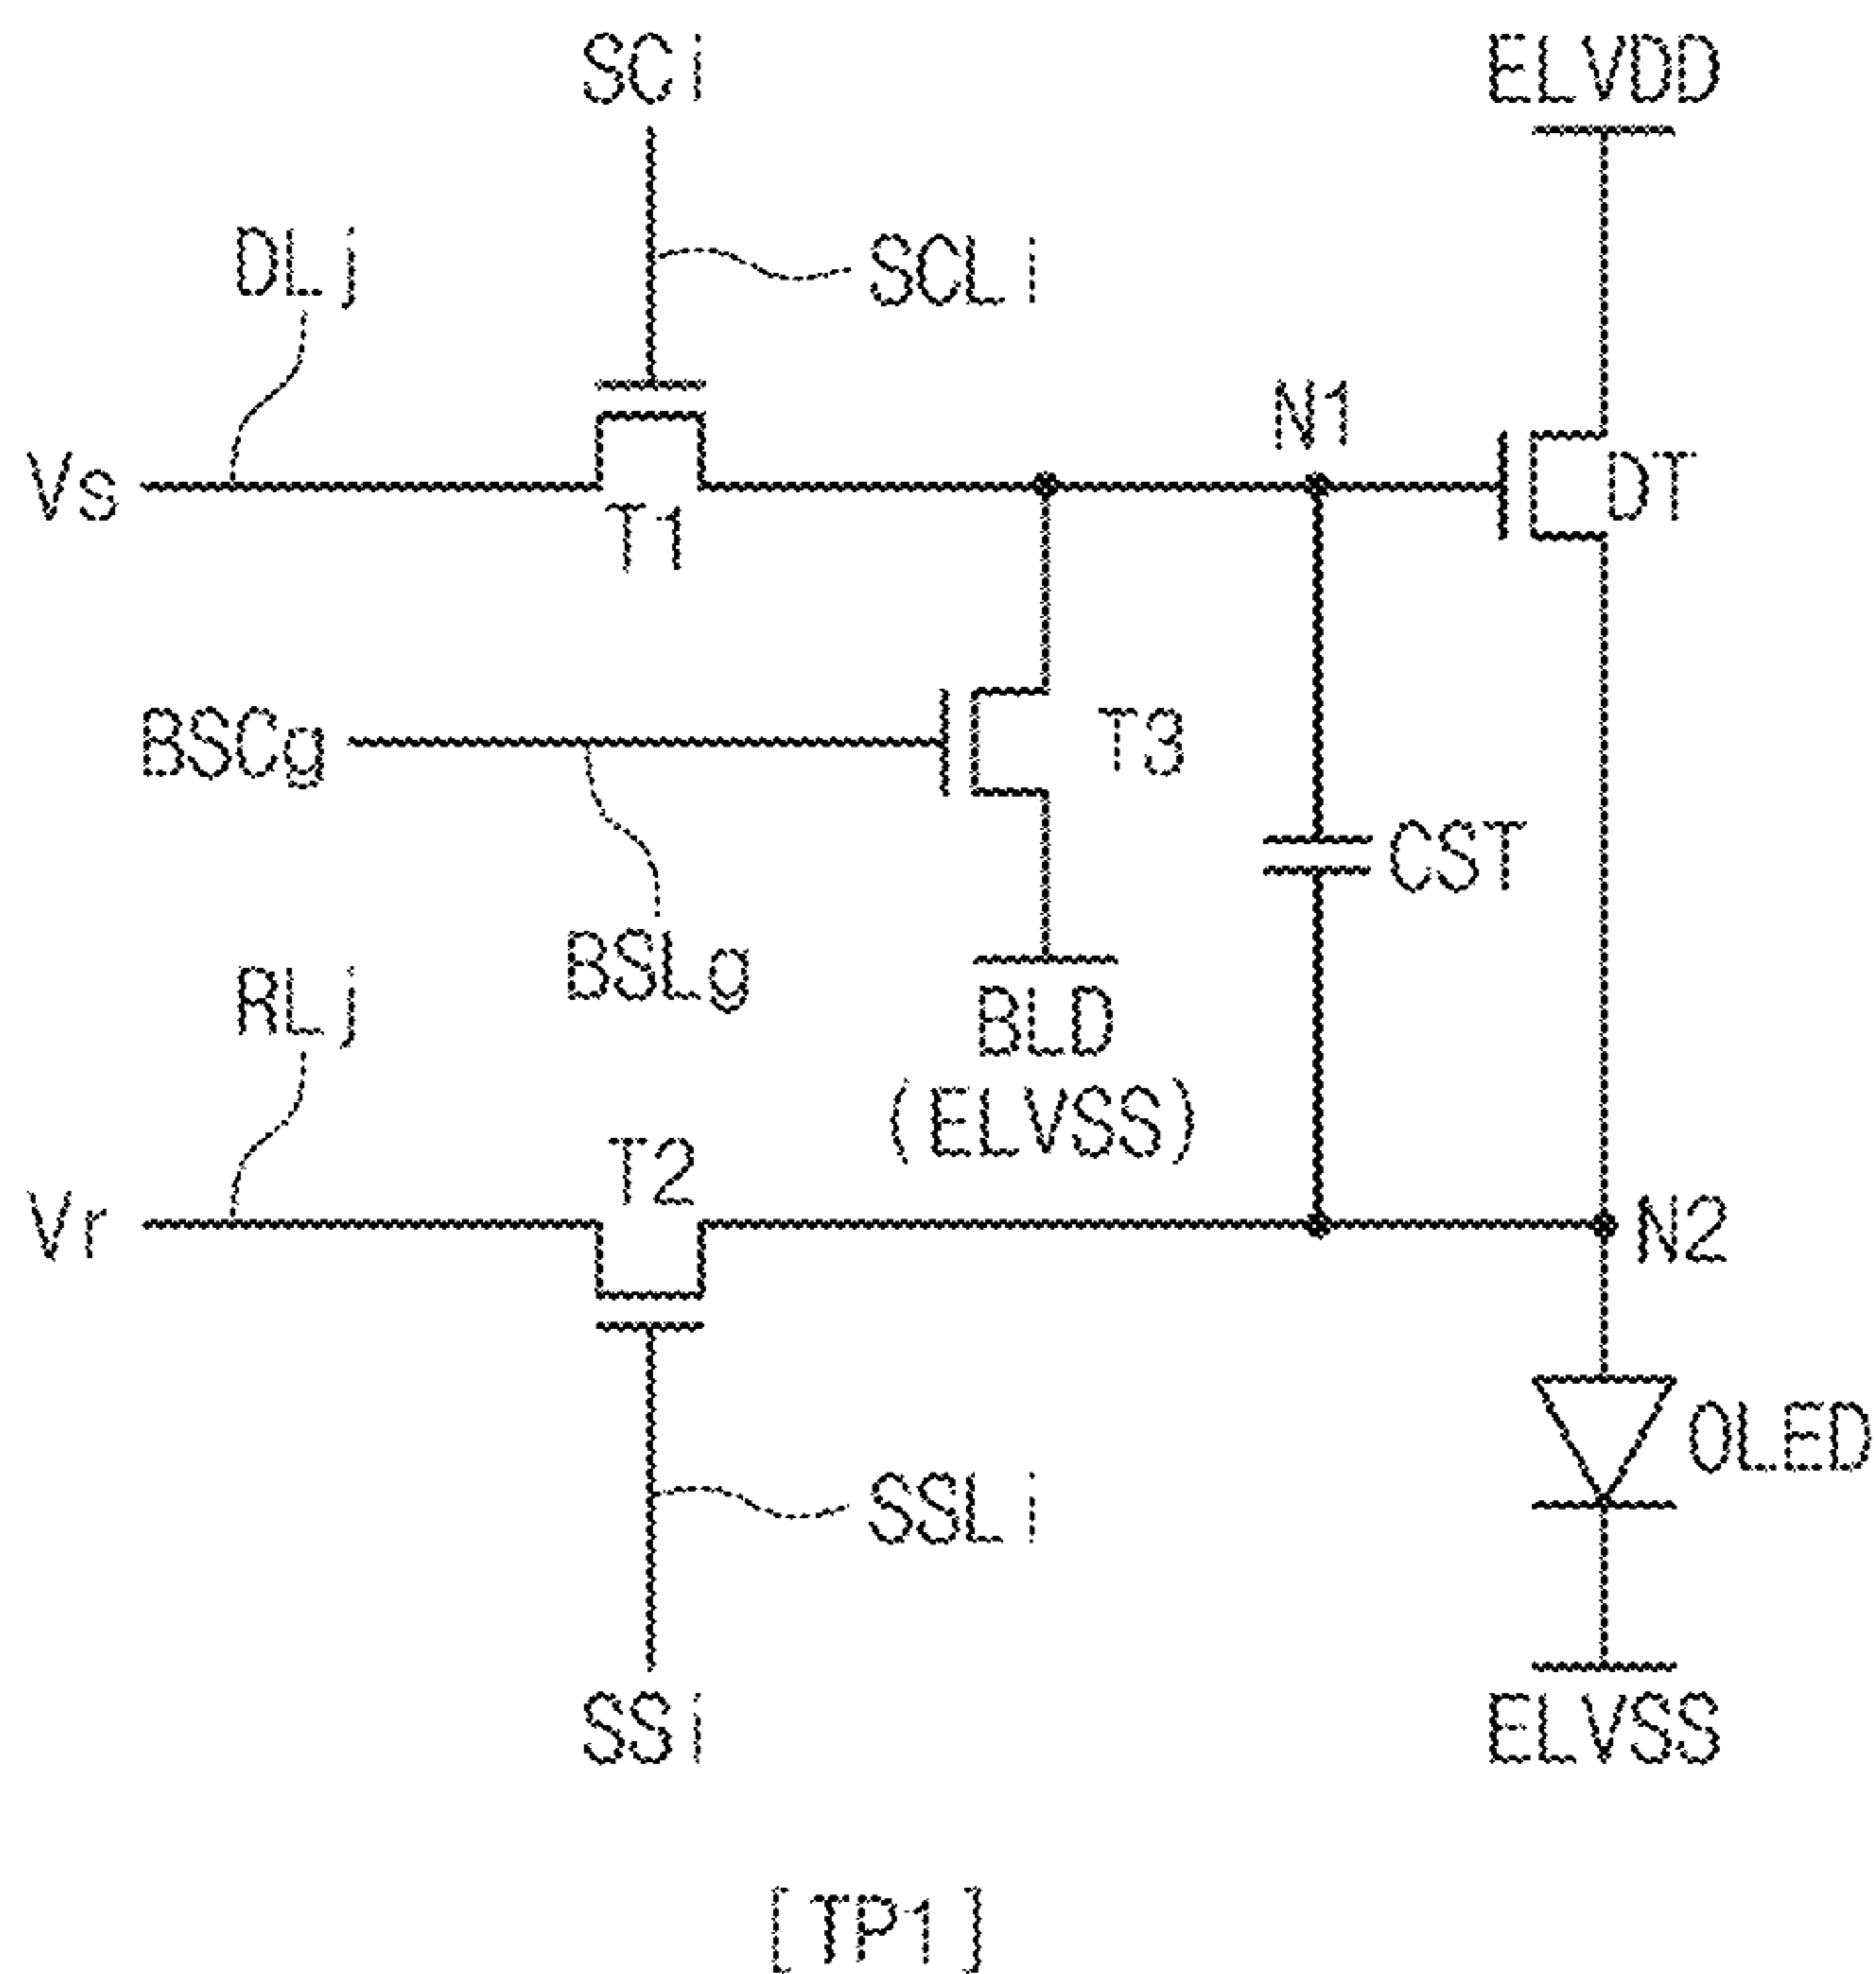 SCi
ELVDD
DLj
SCLi
N1
Vs
DT
T1
BSCg
T3
CST
BSLg
RLj
BLD
(ELVSS)
T2
Vr
N2
OLED
SSLi
SSi
ELVSS
[TP1]